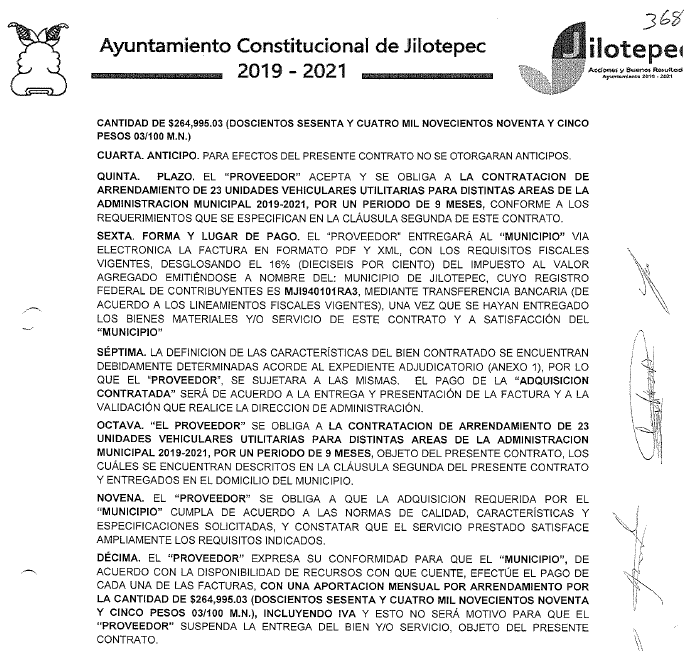 368
Ayuntamiento Constitucional de Jilotepec
2019 - 2021
Jilotepec
Acciones y Buenos Resultados
Ayuntamiento 2019 - 2021
CANTIDAD DE $264,995.03 (DOSCIENTOS SESENTA Y CUATRO MIL NOVECIENTOS NOVENTA Y CINCO
PESOS 03/100 M.N.)
CUARTA. ANTICIPO. PARA EFECTOS DEL PRESENTE CONTRATO NO SE OTORGARAN ANTICIPOS.
QUINTA. PLAZO. EL "PROVEEDOR" ACEPTA Y SE OBLIGA A LA CONTRATACION DE
ARRENDAMIENTO DE 23 UNIDADES VEHICULARES UTILITARIAS PARA DISTINTAS AREAS DE LA
ADMINISTRACION MUNICIPAL 2019-2021, POR UN PERIODO DE 9 MESES, CONFORME A LOS
REQUERIMIENTOS QUE SE ESPECIFICAN EN LA CLÁUSULA SEGUNDA DE ESTE CONTRATO.
SEXTA. FORMA Y LUGAR DE PAGO. EL "PROVEEDOR" ENTREGARÁ AL "MUNICIPIO" VIA
ELECTRONICA LA FACTURA EN FORMATO PDF Y XML, CON LOS REQUISITOS FISCALES
VIGENTES, DESGLOSANDO EL 16% (DIECISEIS POR CIENTO) DEL IMPUESTO AL VALOR
AGREGADO EMITIÉNDOSE A NOMBRE DEL: MUNICIPIO DE JILOTEPEC, CUYO REGISTRO
FEDERAL DE CONTRIBUYENTES ES MJI940101RA3, MEDIANTE TRANSFERENCIA BANCARIA (DE
ACUERDO A LOS LINEAMIENTOS FISCALES VIGENTES), UNA VEZ QUE SE HAYAN ENTREGADO
LOS BIENES MATERIALES Y/O SERVICIO DE ESTE CONTRATO Y A SATISFACCIÓN DEL
"MUNICIPIO"
SÉPTIMA. LA DEFINICION DE LAS CARACTERÍSTICAS DEL BIEN CONTRATADO SE ENCUENTRAN
DEBIDAMENTE DETERMINADAS ACORDE AL EXPEDIENTE ADJUDICATORIO (ANEXO 1), POR LO
QUE EL "PROVEEDOR", SE SUJETARA A LAS MISMAS. EL PAGO DE LA "ADQUISICION
CONTRATADA" SERÁ DE ACUERDO A LA ENTREGA Y PRESENTACIÓN DE LA FACTURA Y A LA
VALIDACIÓN QUE REALICE LA DIRECCION DE ADMINISTRACIÓN.
OCTAVA. "EL PROVEEDOR" SE OBLIGA A LA CONTRATACION DE ARRENDAMIENTO DE 23
UNIDADES VEHICULARES UTILITARIAS PARA DISTINTAS AREAS DE LA ADMINISTRACION
MUNICIPAL 2019-2021, POR UN PERIODO DE 9 MESES, OBJETO DEL PRESENTE CONTRATO, LOS
CUÁLES SE ENCUENTRAN DESCRITOS EN LA CLÁUSULA SEGUNDA DEL PRESENTE CONTRATO
Y ENTREGADOS EN EL DOMICILIO DEL MUNICIPIO.
NOVENA. EL "PROVEEDOR" SE OBLIGA A QUE LA ADQUISICION REQUERIDA POR EL
"MUNICIPIO" CUMPLA DE ACUERDO A LAS NORMAS DE CALIDAD, CARACTERÍSTICAS Y
ESPECIFICACIONES SOLICITADAS, Y CONSTATAR QUE EL SERVICIO PRESTADO SATISFACE
AMPLIAMENTE LOS REQUISITOS INDICADOS.
DÉCIMA. EL "PROVEEDOR" EXPRESA SU CONFORMIDAD PARA QUE EL "MUNICIPIO", DE
ACUERDO CON LA DISPONIBILIDAD DE RECURSOS CON QUE CUENTE, EFECTÚE EL PAGO DE
CADA UNA DE LAS FACTURAS, CON UNA APORTACION MENSUAL POR ARRENDAMIENTO POR
LA CANTIDAD DE $264,995.03 (DOSCIENTOS SESENTA Y CUATRO MIL NOVECIENTOS NOVENTA
Y CINCO PESOS 03/100 M.N.), INCLUYENDO IVA Y ESTO NO SERÁ MOTIVO PARA QUE EL
"PROVEEDOR" SUSPENDA LA ENTREGA DEL BIEN Y/O SERVICIO, OBJETO DEL PRESENTE
CONTRATO.